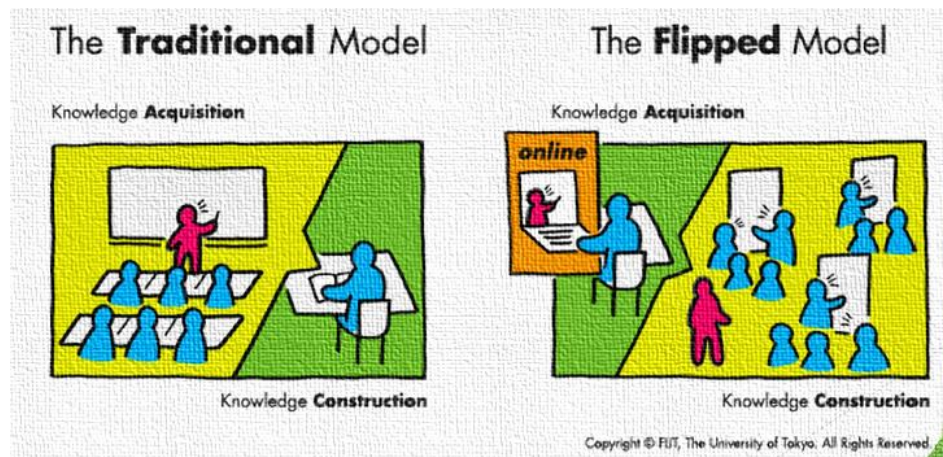 The Traditional Model
Knowledge Acquisition
Knowledge Construction
The Flipped Model
Knowledge Acquisition
online
Knowledge Construction
Copyright © FLIT, The University of Tokyo. All Rights Reserved.